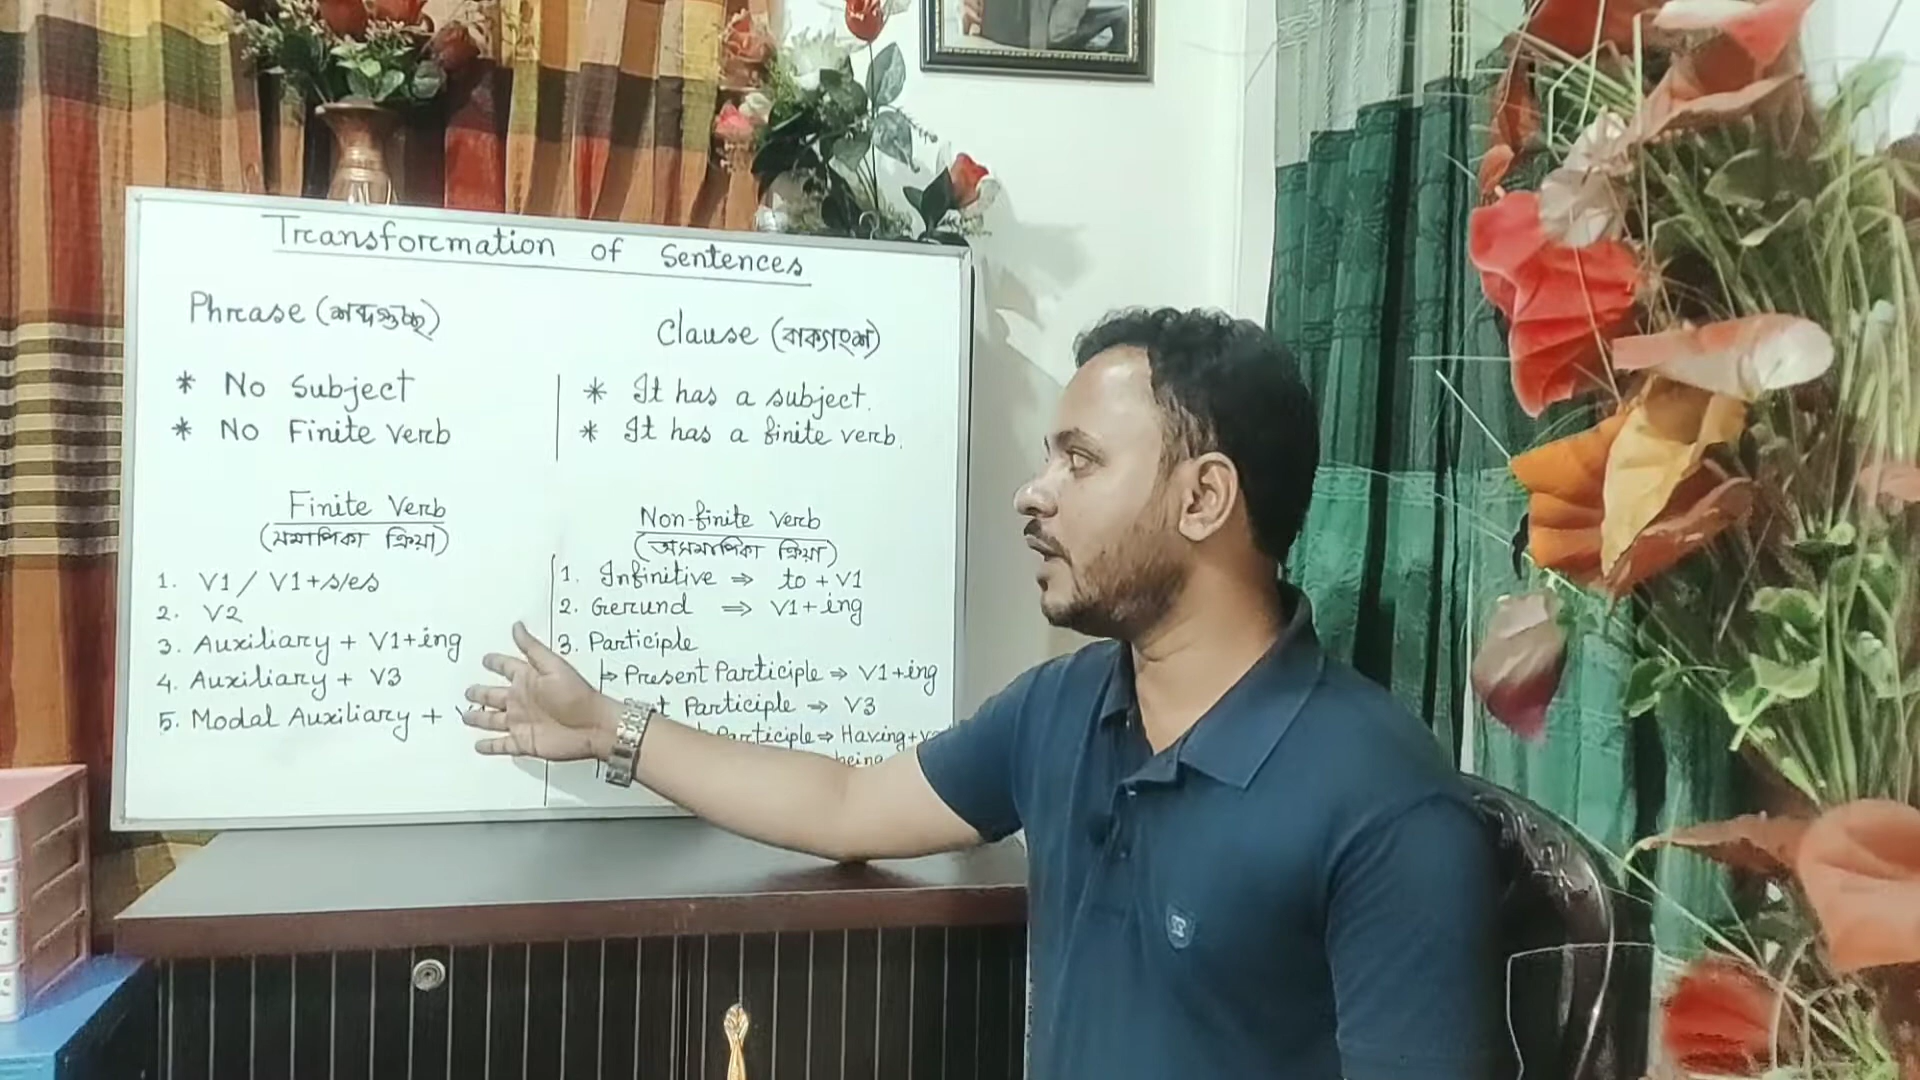 Transformation of Sentences
Phrase (শব্দগুচ্ছ)
* No Subject
* No Finite Verb
Clause (বাক্যাংশ)
* It has a subject.
* It has a finite verb.
Finite Verb
(সমাপিকা ক্রিয়া)
1. V1 / V1+s/es
2. V2
3. Auxiliary + V1+ing
4. Auxiliary + V3
5. Modal Auxiliary +
Non-finite Verb
(অসমাপিকা ক্রিয়া)
1. Infinitive ⇒ to + V1
2. Gerund ⇒ V1+ing
3. Participle
Present Participle ⇒ V1+ing
Participle ⇒ V3
Participle ⇒ Having+
being